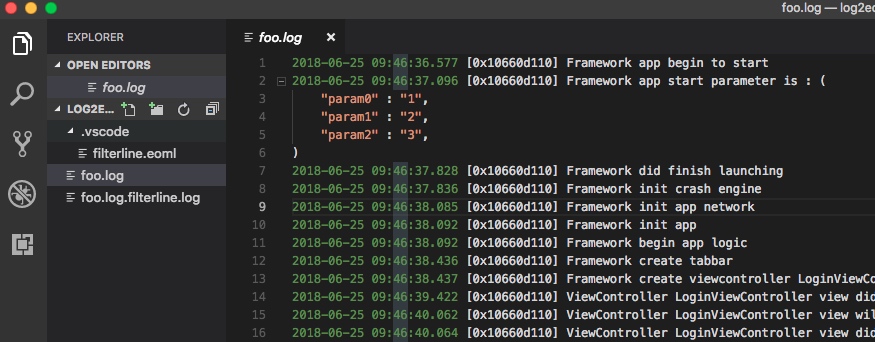 foo.log — log2e
EXPLORER
OPEN EDITORS
foo.log
LOG2E...
.vscode
filterline.eoml
foo.log
foo.log.filterline.log
foo.log
1 2018-06-25 09:46:36.577 [0x10660d110] Framework app begin to start
2 2018-06-25 09:46:37.096 [0x10660d110] Framework app start parameter is : (
3 "param0" : "1",
4 "param1" : "2",
5 "param2" : "3",
6 )
7 2018-06-25 09:46:37.828 [0x10660d110] Framework did finish launching
8 2018-06-25 09:46:37.836 [0x10660d110] Framework init crash engine
9 2018-06-25 09:46:38.085 [0x10660d110] Framework init app network
10 2018-06-25 09:46:38.092 [0x10660d110] Framework init app
11 2018-06-25 09:46:38.092 [0x10660d110] Framework begin app logic
12 2018-06-25 09:46:38.436 [0x10660d110] Framework create tabbar
13 2018-06-25 09:46:38.437 [0x10660d110] Framework create viewcontroller LoginViewCo
14 2018-06-25 09:46:39.422 [0x10660d110] ViewController LoginViewController view did
15 2018-06-25 09:46:40.062 [0x10660d110] ViewController LoginViewController view wil
16 2018-06-25 09:46:40.064 [0x10660d110] ViewController LoginViewController view did